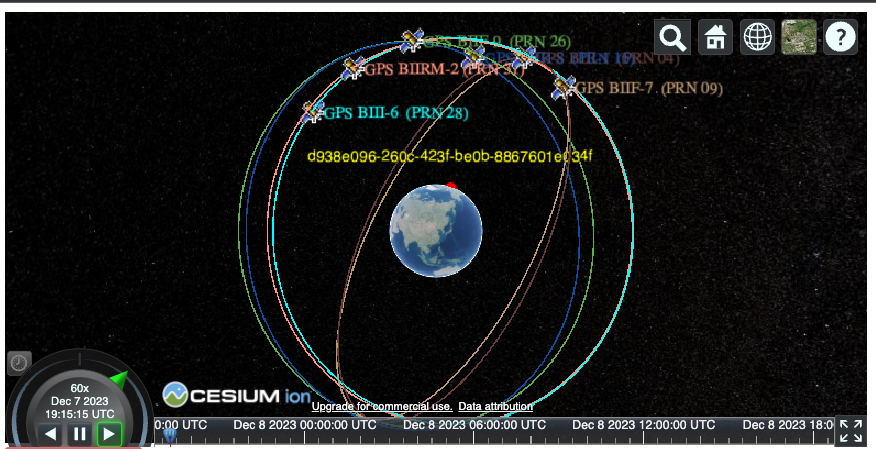 GPS BIIF-9 (PRN 26)
PRN 04)
GPS BIIRM-2 (PRN 31)
GPS BIIF-7 (PRN 09)
GPS BIII-6 (PRN 28)
d938e096-260c-423f-be0b-8867601e034f
60x
Dec 7 2023
19:15:15 UTC
CESIUM ion
Upgrade for commercial use. Data attribution
0:00 UTC Dec 8 2023 00:00:00 UTC Dec 8 2023 06:00:00 UTC Dec 8 2023 12:00:00 UTC Dec 8 2023 18:0